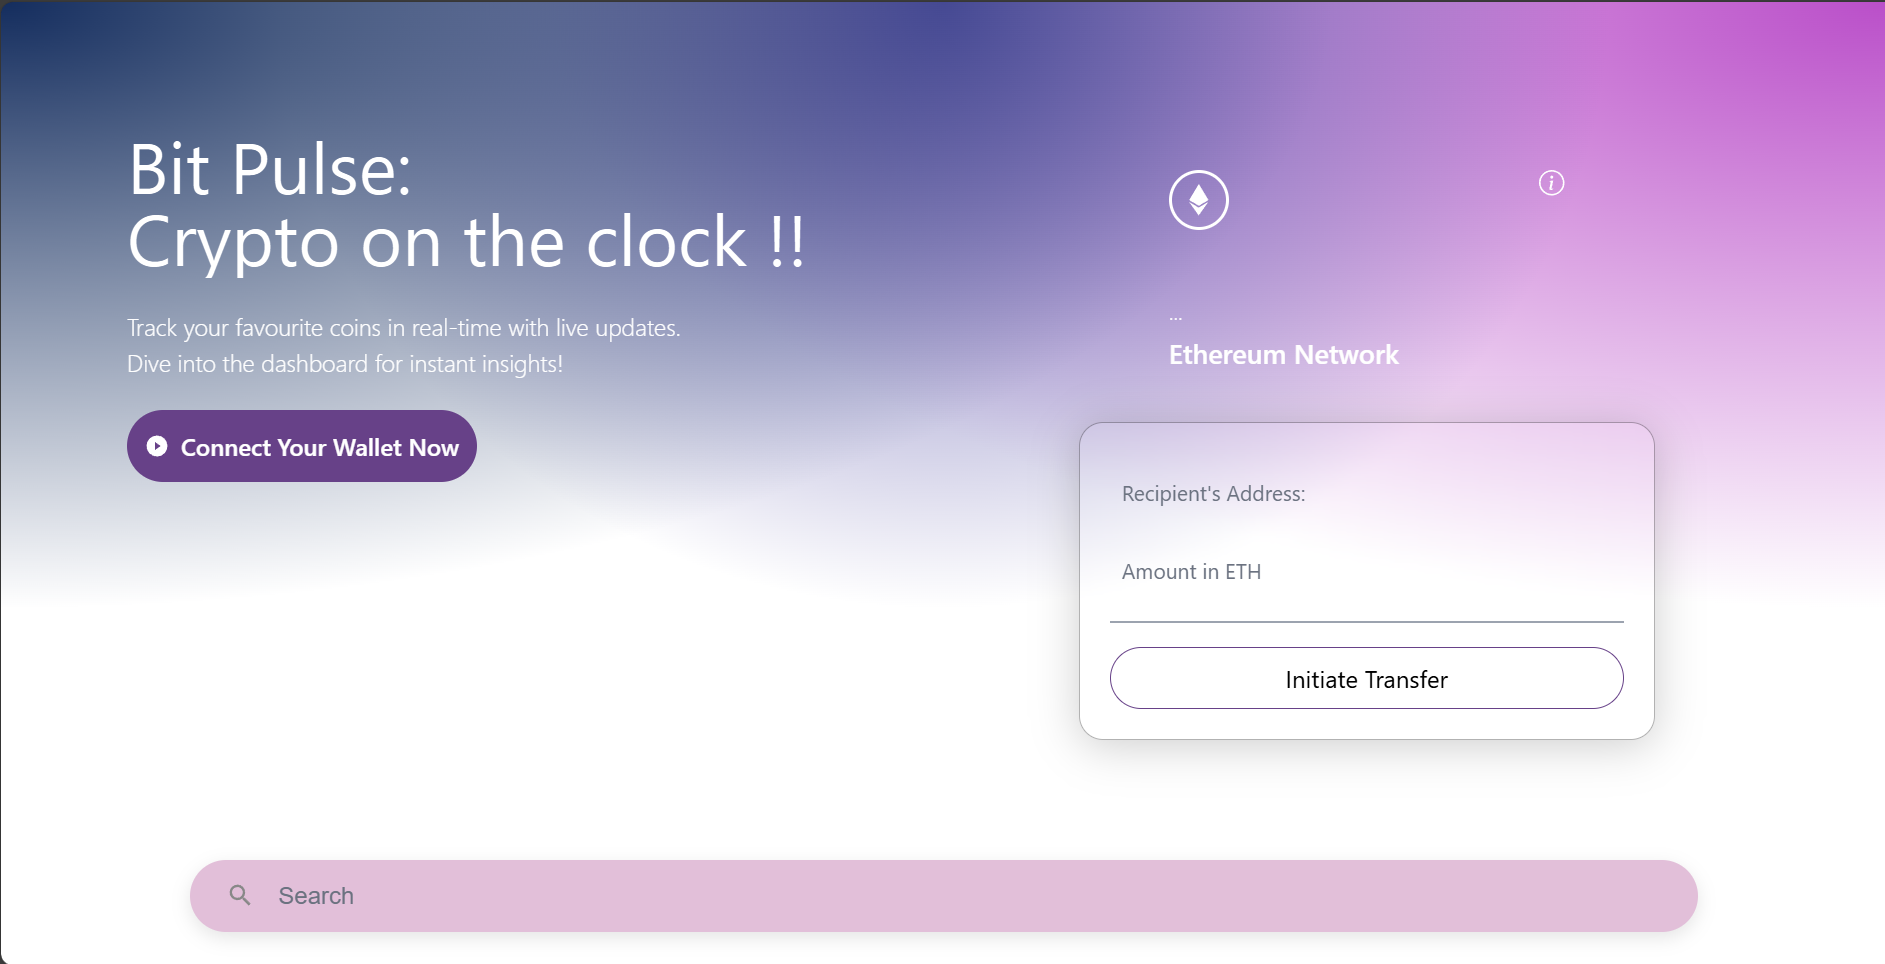 Bit Pulse:
Crypto on the clock !!
Track your favourite coins in real-time with live updates.
Dive into the dashboard for instant insights!
Connect Your Wallet Now
...
Ethereum Network
Recipient's Address:
Amount in ETH
Initiate Transfer
Search